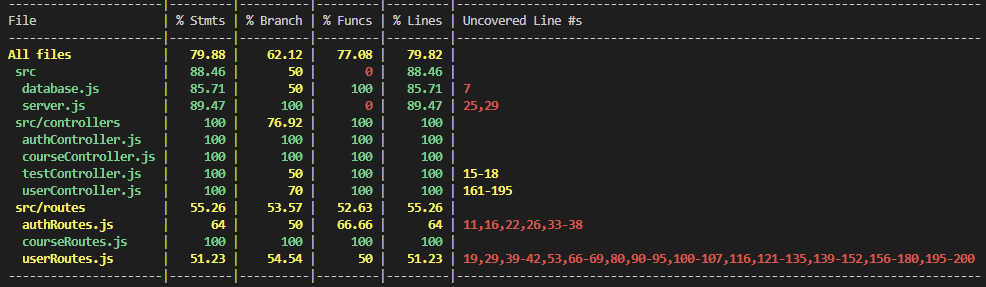 ----------------------|---------|----------|---------|---------|---------------------------------------------------------------------------
File                  | % Stmts | % Branch | % Funcs | % Lines | Uncovered Line #s
----------------------|---------|----------|---------|---------|---------------------------------------------------------------------------
All files             |   79.88 |    62.12 |   77.08 |   79.82 |
 src                  |   88.46 |       50 |       0 |   88.46 |
  database.js         |   85.71 |       50 |     100 |   85.71 | 7
  server.js           |   89.47 |      100 |       0 |   89.47 | 25,29
 src/controllers      |     100 |    76.92 |     100 |     100 |
  authController.js   |     100 |      100 |     100 |     100 |
  courseController.js |     100 |      100 |     100 |     100 |
  testController.js   |     100 |       50 |     100 |     100 | 15-18
  userController.js   |     100 |       70 |     100 |     100 | 161-195
 src/routes           |   55.26 |    53.57 |   52.63 |   55.26 |
  authRoutes.js       |      64 |       50 |   66.66 |      64 | 11,16,22,26,33-38
  courseRoutes.js     |     100 |      100 |     100 |     100 |
  userRoutes.js       |   51.23 |    54.54 |      50 |   51.23 | 19,29,39-42,53,66-69,80,90-95,100-107,116,121-135,139-152,156-180,195-200
----------------------|---------|----------|---------|---------|---------------------------------------------------------------------------